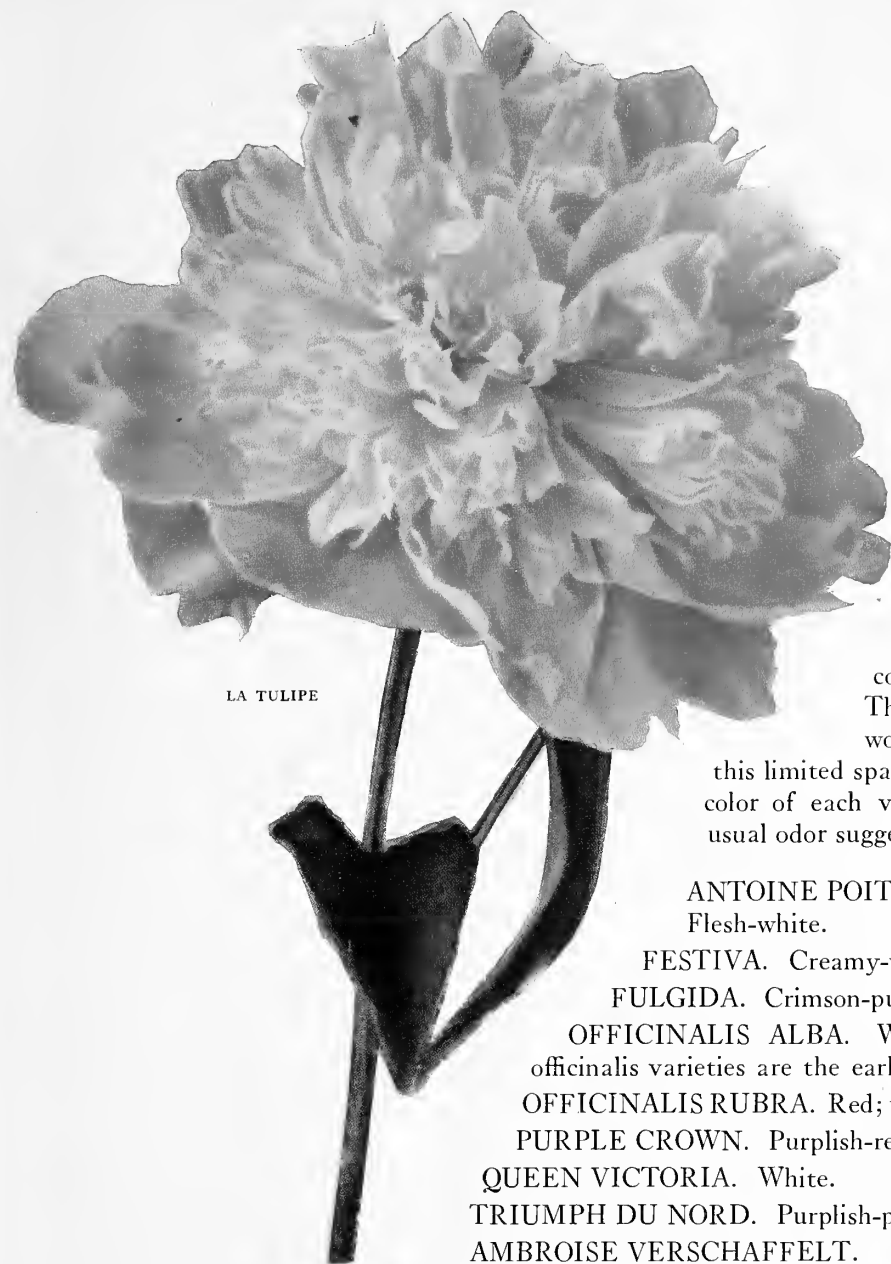 LA TULIPE
co
Th
wo
this limited spa
color of each v
usual odor sugge
ANTOINE POIT
Flesh-white.
FESTIVA. Creamy-
FULGIDA. Crimson-pu
OFFICINALIS ALBA. W
officinalis varieties are the earl
OFFICINALIS RUBRA. Red;
PURPLE CROWN. Purplish-re
QUEEN VICTORIA. White.
TRIUMPH DU NORD. Purplish-p
AMBROISE VERSCHAFFELT.